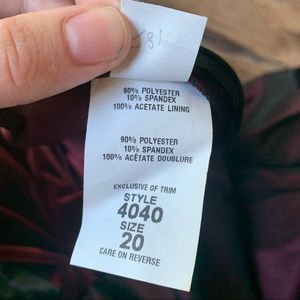 90% POLYESTER
10% SPANDEX
100% ACETATE LINING
90% POLYESTER
10% SPANDEX
100% ACÉTATE DOUBLURE
EXCLUSIVE OF TRIM
STYLE
4040
SIZE
20
CARE ON REVERSE